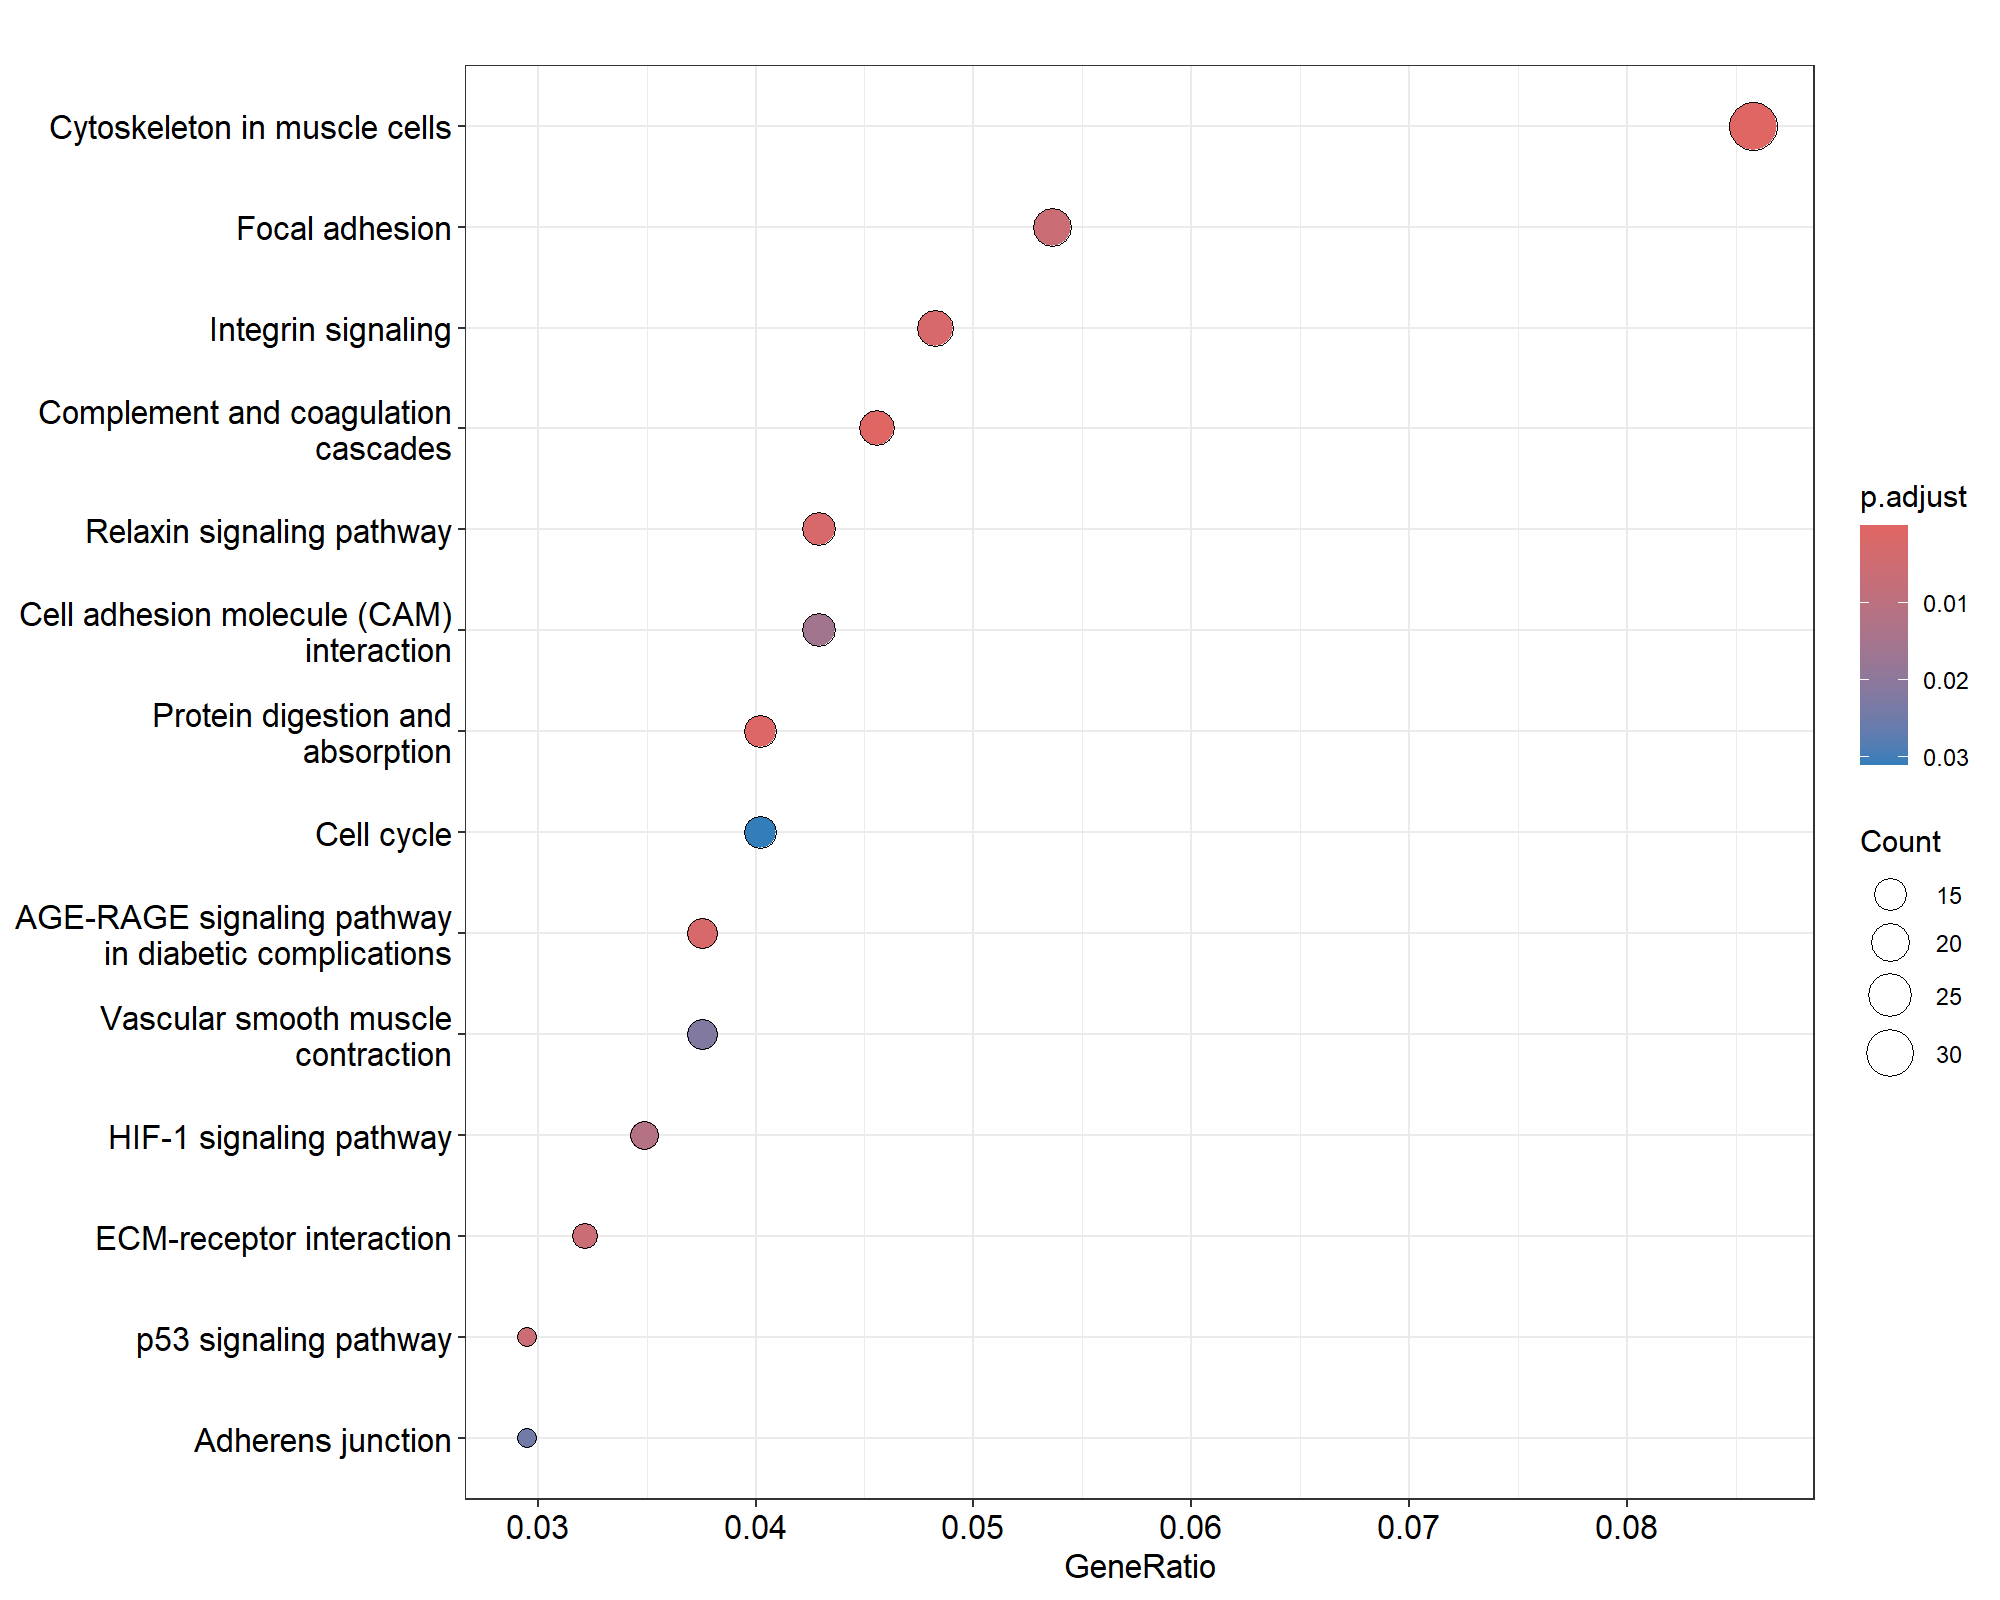 Cytoskeleton in muscle cells
Focal adhesion
Integrin signaling
Complement and coagulation
cascades
Relaxin signaling pathway
Cell adhesion molecule (CAM)
interaction
Protein digestion and
absorption
Cell cycle
AGE-RAGE signaling pathway
in diabetic complications
Vascular smooth muscle
contraction
HIF-1 signaling pathway
ECM-receptor interaction
p53 signaling pathway
Adherens junction
0.03 0.04 0.05 0.06 0.07 0.08
GeneRatio
p.adjust
0.01
0.02
0.03
Count
15
20
25
30